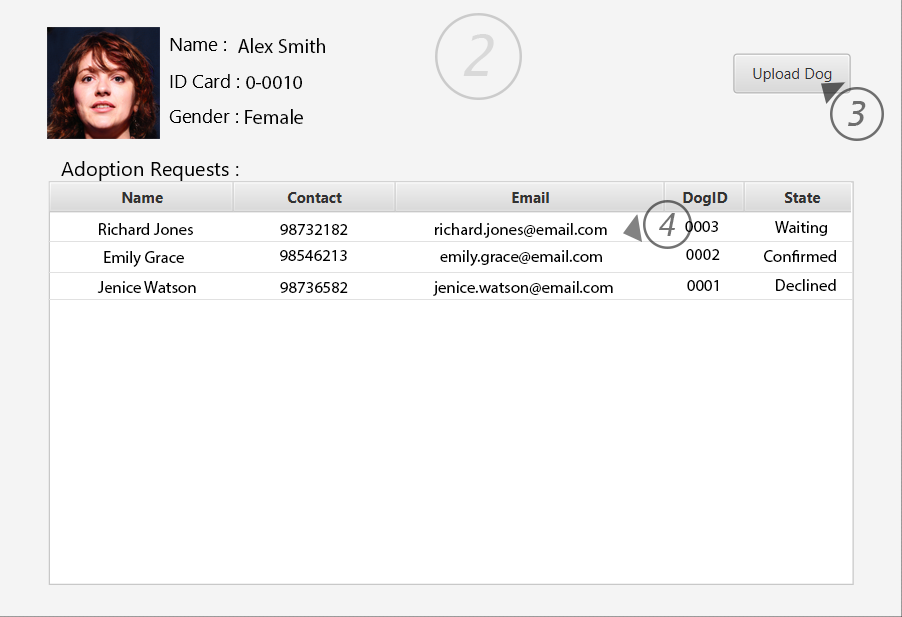 Name : Alex Smith
2
ID Card : 0-0010
Upload Dog
3
Gender : Female
Adoption Requests :
Name Contact Email DogID State
Richard Jones 98732182 richard.jones@email.com 4 0003 Waiting
Emily Grace 98546213 emily.grace@email.com 0002 Confirmed
Jenice Watson 98736582 jenice.watson@email.com 0001 Declined